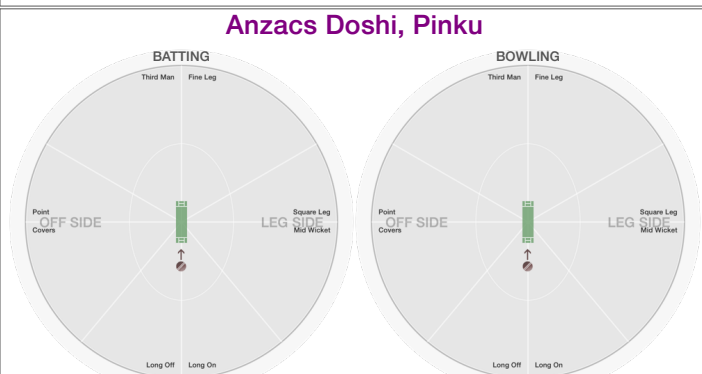 Anzacs Doshi, Pinku
BATTING
Third Man Fine Leg
Point
OFF SIDE
Covers
Square Leg
LEG SIDE
Mid Wicket
Long Off Long On
BOWLING
Third Man Fine Leg
Point
OFF SIDE
Covers
Square Leg
LEG SIDE
Mid Wicket
Long Off Long On